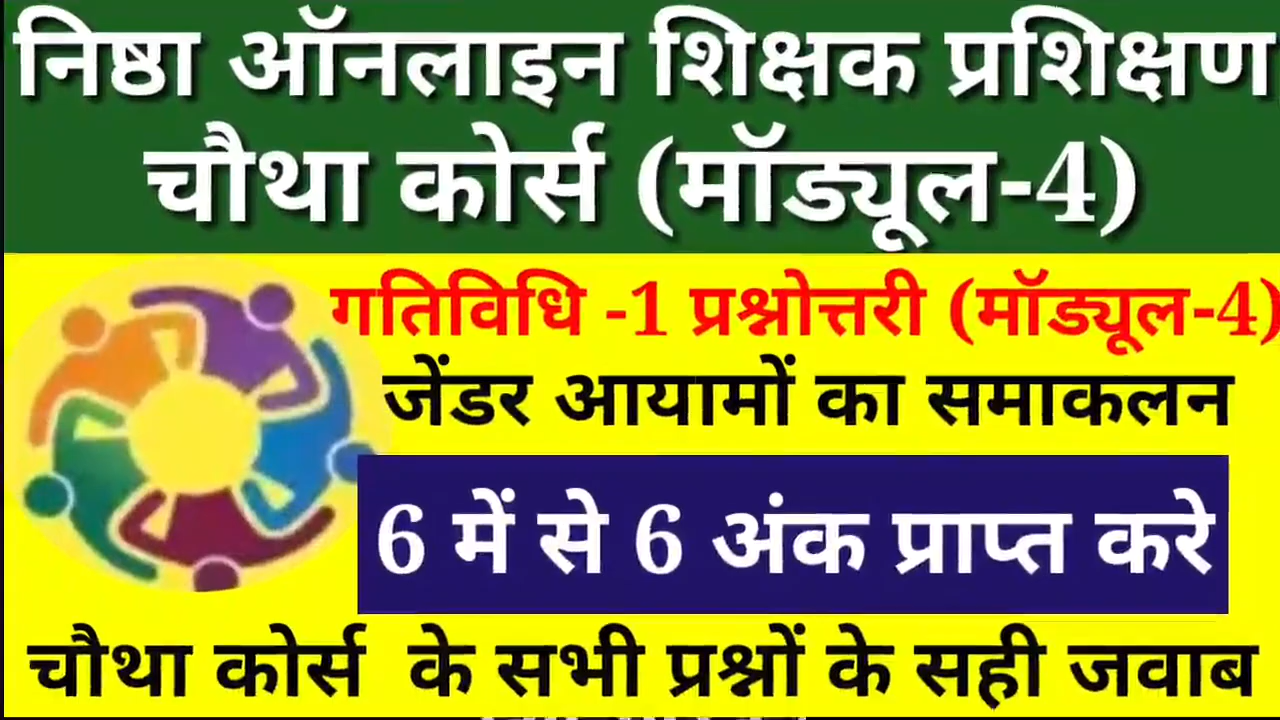 निष्ठा ऑनलाइन शिक्षक प्रशिक्षण
चौथा कोर्स (मॉड्यूल-4)
गतिविधि -1 प्रश्नोत्तरी (मॉड्यूल-4)
जेंडर आयामों का समाकलन
6 में से 6 अंक प्राप्त करे
चौथा कोर्स के सभी प्रश्नों के सही जवाब